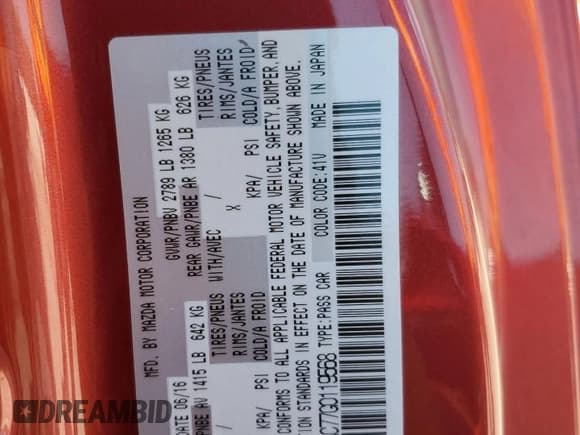 MFD. BY MAZDA MOTOR CORPORATION
DATE 06/16 GVWR/PNBV 2789 LB 1265 KG
PNBE AV 1415 LB 642 KG REAR GAWR/PNBE AR 1380 LB 626 KG
WITH/AVEC /
TIRES/PNEUS X / TIRES/PNEUS
RIMS/JANTES RIMS/JANTES
KPA/ PSI COLD/A FROID KPA/ PSI COLD/A FROID
CONFORMS TO ALL APPLICABLE FEDERAL MOTOR VEHICLE SAFETY, BUMPER, AND
STANDARDS IN EFFECT ON THE DATE OF MANUFACTURE SHOWN ABOVE.
C77G0119568 TYPE:PASS CAR COLOR CODE:41V MADE IN JAPAN
DREAMBID